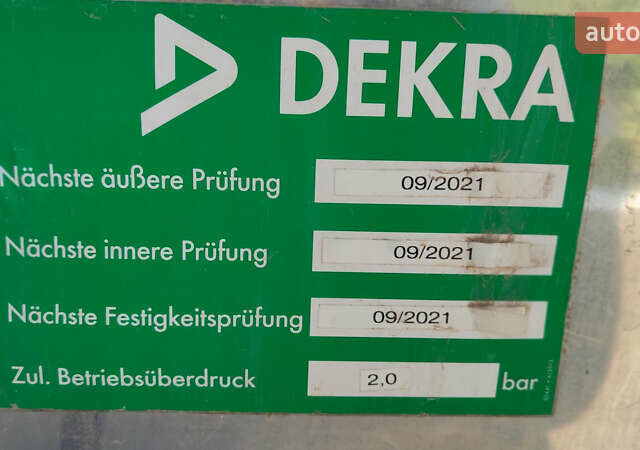 auto
DEKRA
Nächste äußere Prüfung 09/2021
Nächste innere Prüfung 09/2021
Nächste Festigkeitsprüfung 09/2021
Zul. Betriebsüberdruck 2,0 bar